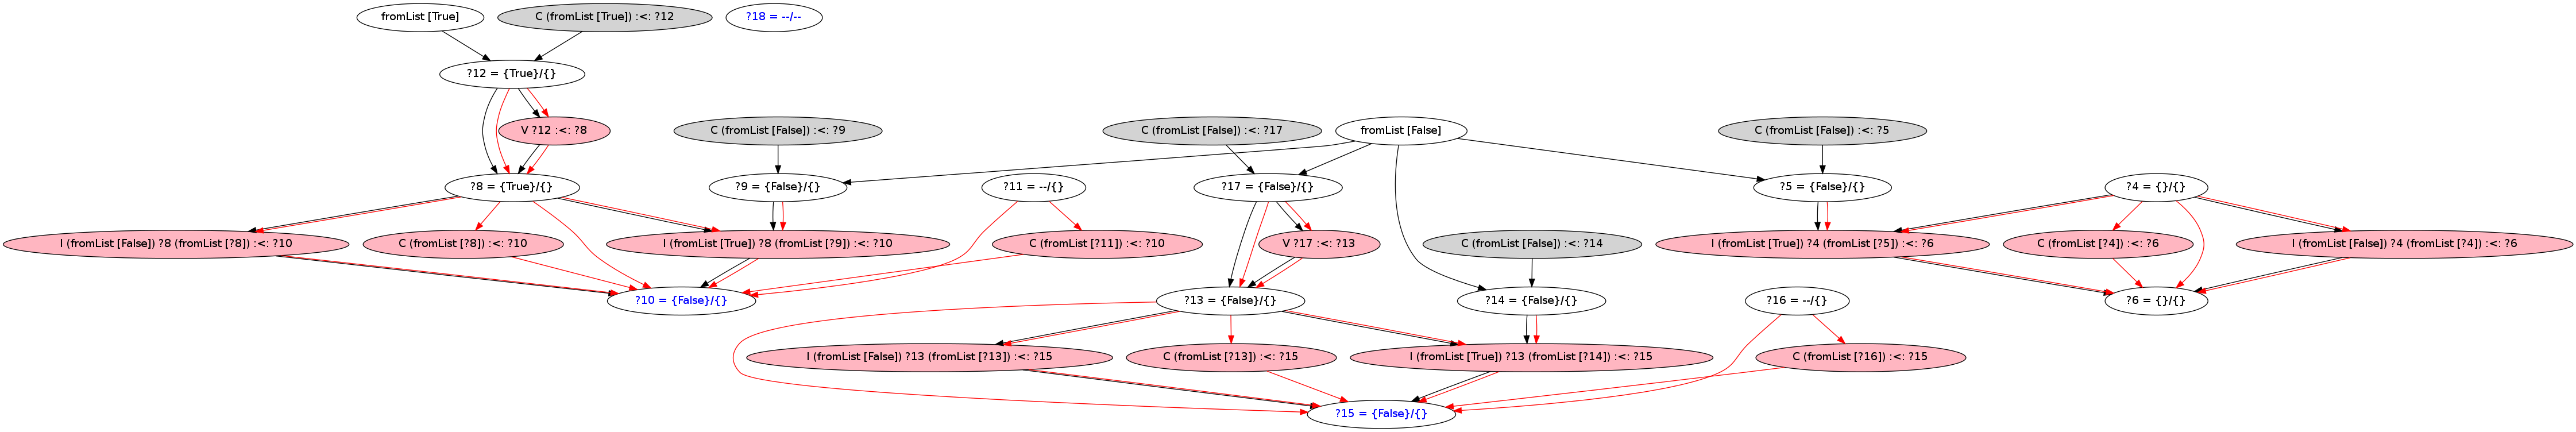 fromList [True]
C (fromList [True]) :<: ?12
?18 = --/--
?12 = {True}/{}
V ?12 :<: ?8
C (fromList [False]) :<: ?9
C (fromList [False]) :<: ?17
fromList [False]
C (fromList [False]) :<: ?5
?8 = {True}/{}
?9 = {False}/{}
?11 = --/{}
?17 = {False}/{}
?5 = {False}/{}
?4 = {}/{}
I (fromList [False]) ?8 (fromList [?8]) :<: ?10
C (fromList [?8]) :<: ?10
I (fromList [True]) ?8 (fromList [?9]) :<: ?10
C (fromList [?11]) :<: ?10
V ?17 :<: ?13
C (fromList [False]) :<: ?14
I (fromList [True]) ?4 (fromList [?5]) :<: ?6
C (fromList [?4]) :<: ?6
I (fromList [False]) ?4 (fromList [?4]) :<: ?6
?10 = {False}/{}
?13 = {False}/{}
?14 = {False}/{}
?16 = --/{}
?6 = {}/{}
I (fromList [False]) ?13 (fromList [?13]) :<: ?15
C (fromList [?13]) :<: ?15
I (fromList [True]) ?13 (fromList [?14]) :<: ?15
C (fromList [?16]) :<: ?15
?15 = {False}/{}